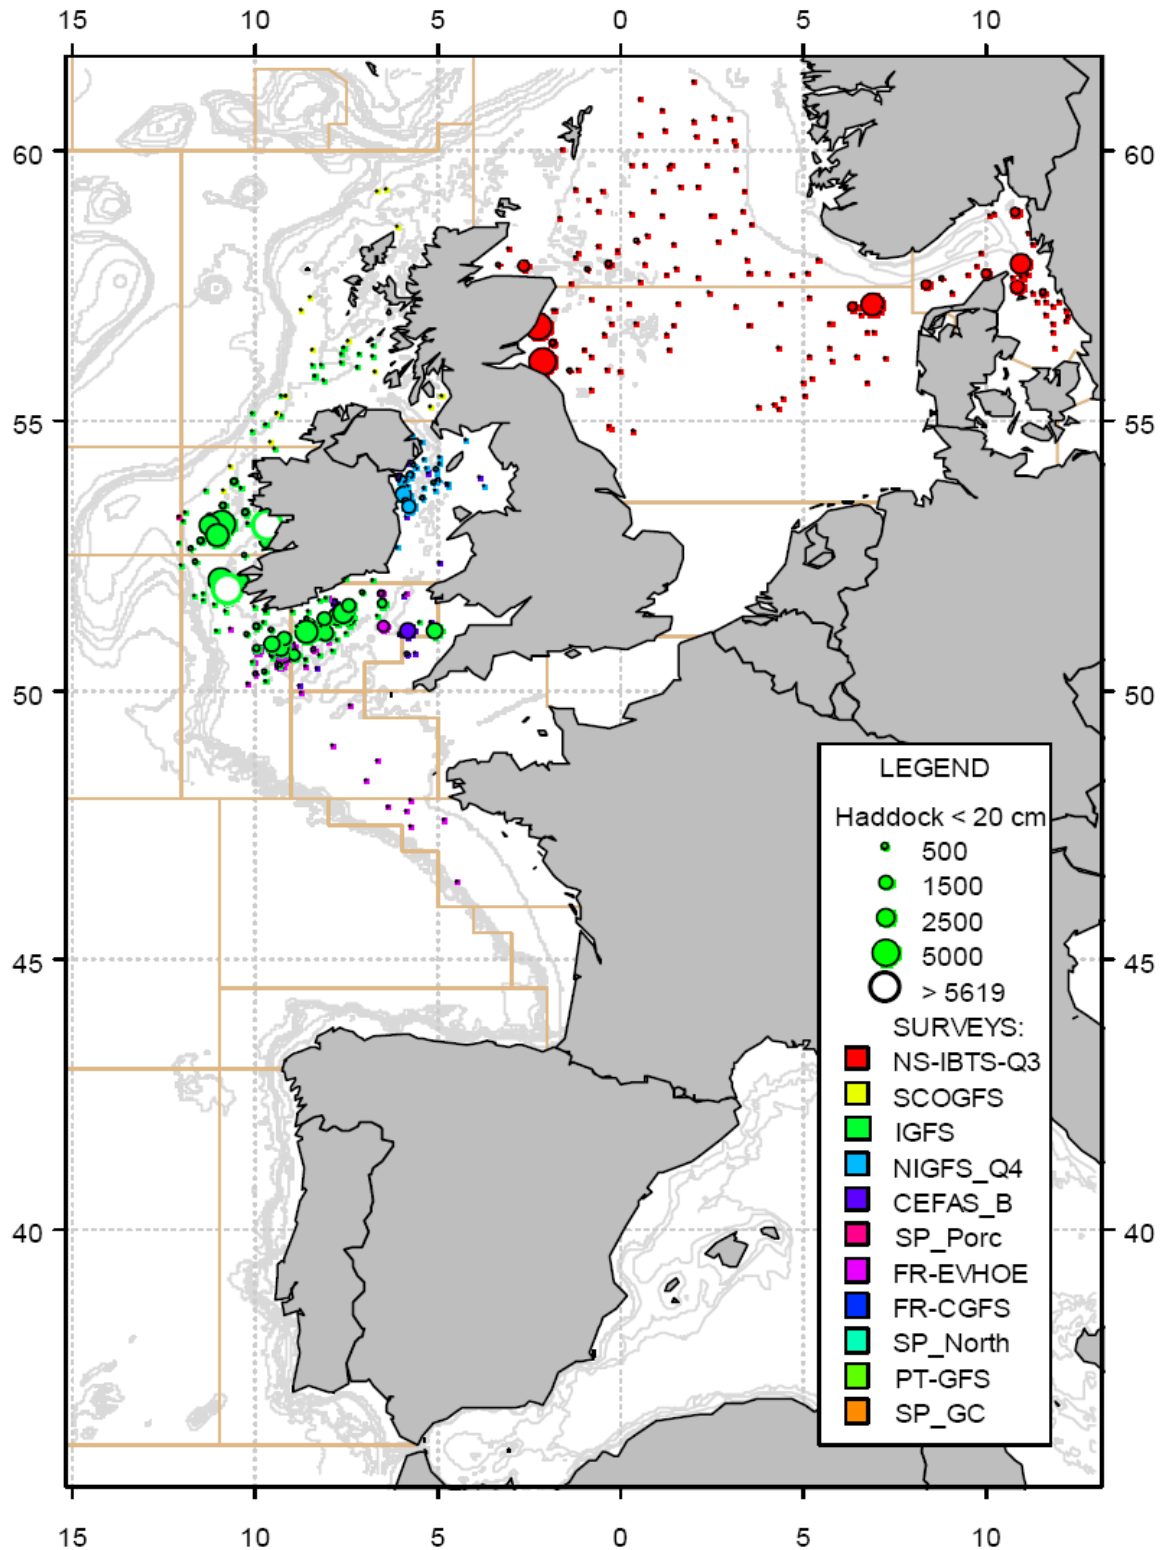 15 10 5 0 5 10
60 60
55 55
50 50
LEGEND
Haddock < 20 cm
500
1500
2500
5000
> 5619
SURVEYS:
NS-IBTS-Q3
SCOGFS
IGFS
NIGFS_Q4
CEFAS_B
SP_Porc
FR-EVHOE
FR-CGFS
SP_North
PT-GFS
SP_GC
45 45
40 40
15 10 5 0 5 10